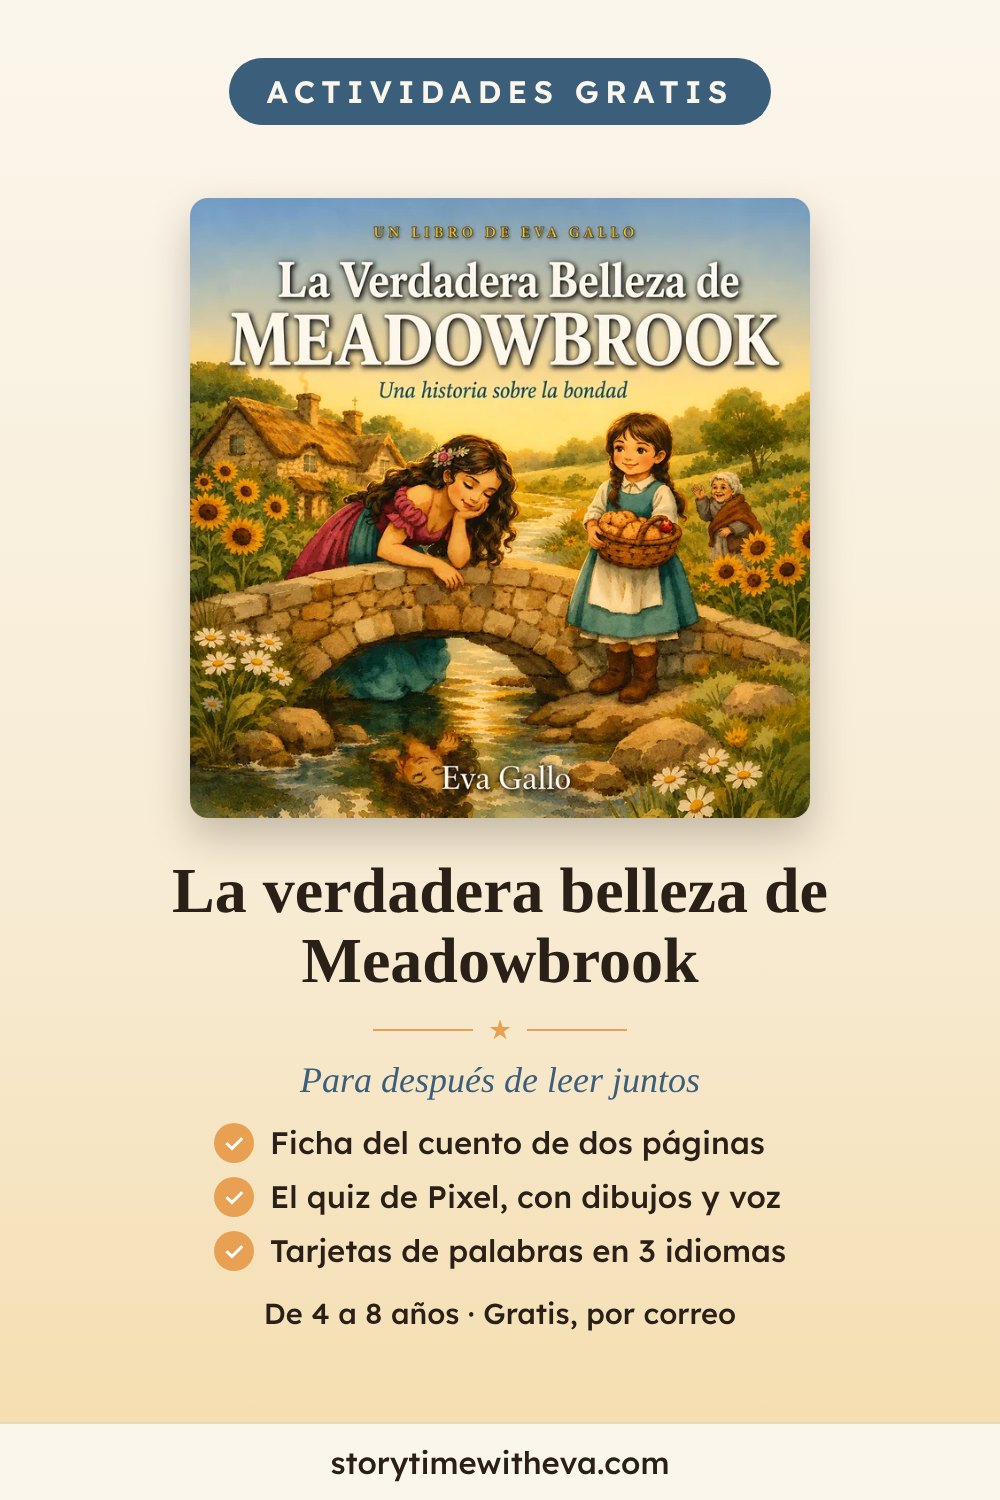 ACTIVIDADES GRATIS
UN LIBRO DE EVA GALLO
La Verdadera Belleza de
MEADOWBROOK
Una historia sobre la bondad
Eva Gallo
La verdadera belleza de
Meadowbrook
Para después de leer juntos
Ficha del cuento de dos páginas
El quiz de Pixel, con dibujos y voz
Tarjetas de palabras en 3 idiomas
De 4 a 8 años · Gratis, por correo
storytimewitheva.com